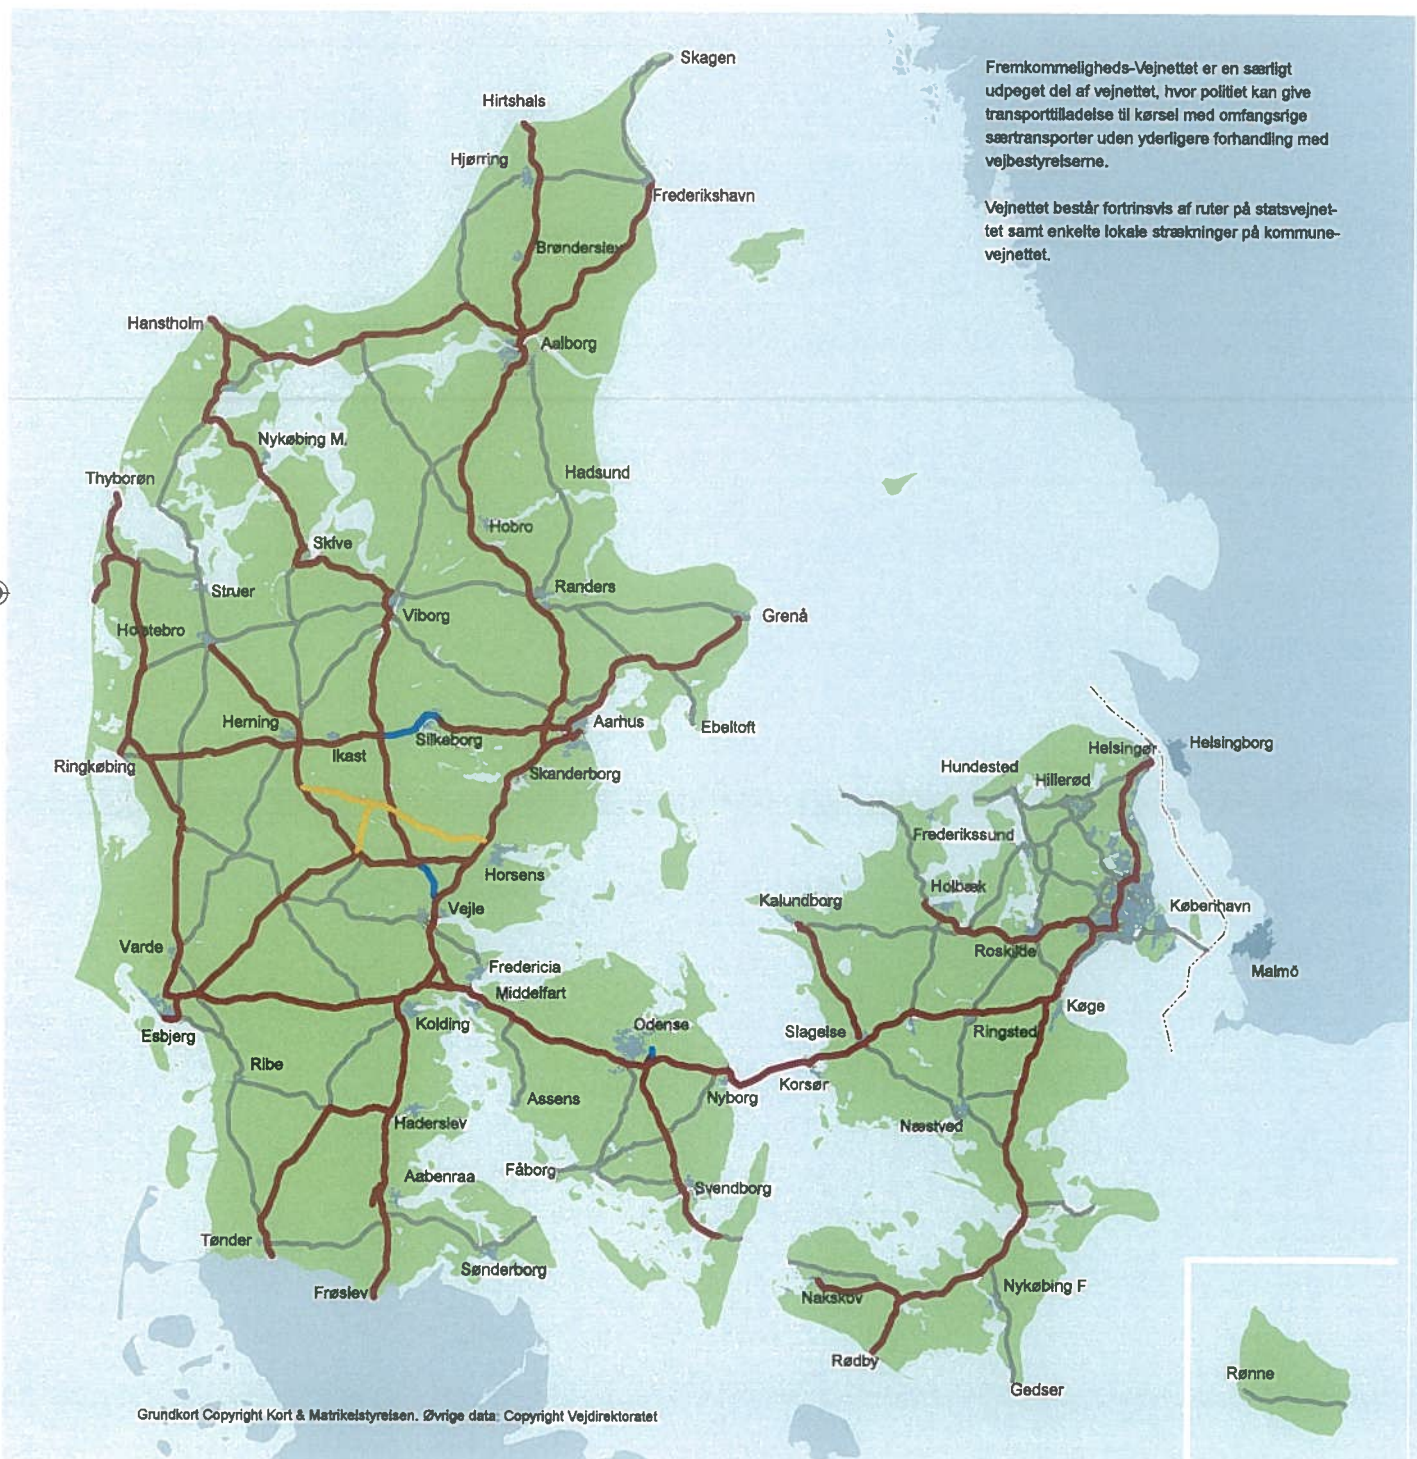 Skagen
Fremkommeligheds-Vejnettet er en særligt
udpeget del af vejnettet, hvor politiet kan give
transporttilladelse til kørsel med omfangsrige
særtransporter uden yderligere forhandling med
vejbestyrelserne.
Vejnettet består fortrinsvis af ruter på statsvejnet-
tet samt enkelte lokale strækninger på kommune-
vejnettet.
Hirtshals
Hjørring
Frederikshavn
Brønderslev
Hanstholm
Aalborg
Nykøbing M.
Thyborøn
Hadsund
Hobro
Skive
Struer
Randers
Viborg
Grenå
Holstebro
Herning
Aarhus
Ebeltoft
Silkeborg
Ikast
Ringkøbing
Skanderborg
Helsingør
Helsingborg
Hundested
Hillerød
Frederikssund
Horsens
Holbæk
Kalundborg
København
Vejle
Varde
Roskilde
Fredericia
Malmö
Middelfart
Køge
Kolding
Odense
Esbjerg
Slagelse
Ringsted
Ribe
Korsør
Assens
Nyborg
Haderslev
Næstved
Fåborg
Aabenraa
Svendborg
Tønder
Sønderborg
Frøslev
Nakskov
Nykøbing F
Rødby
Rønne
Gedser
Grundkort Copyright Kort & Matrikelstyrelsen. Øvrige data: Copyright Vejdirektoratet